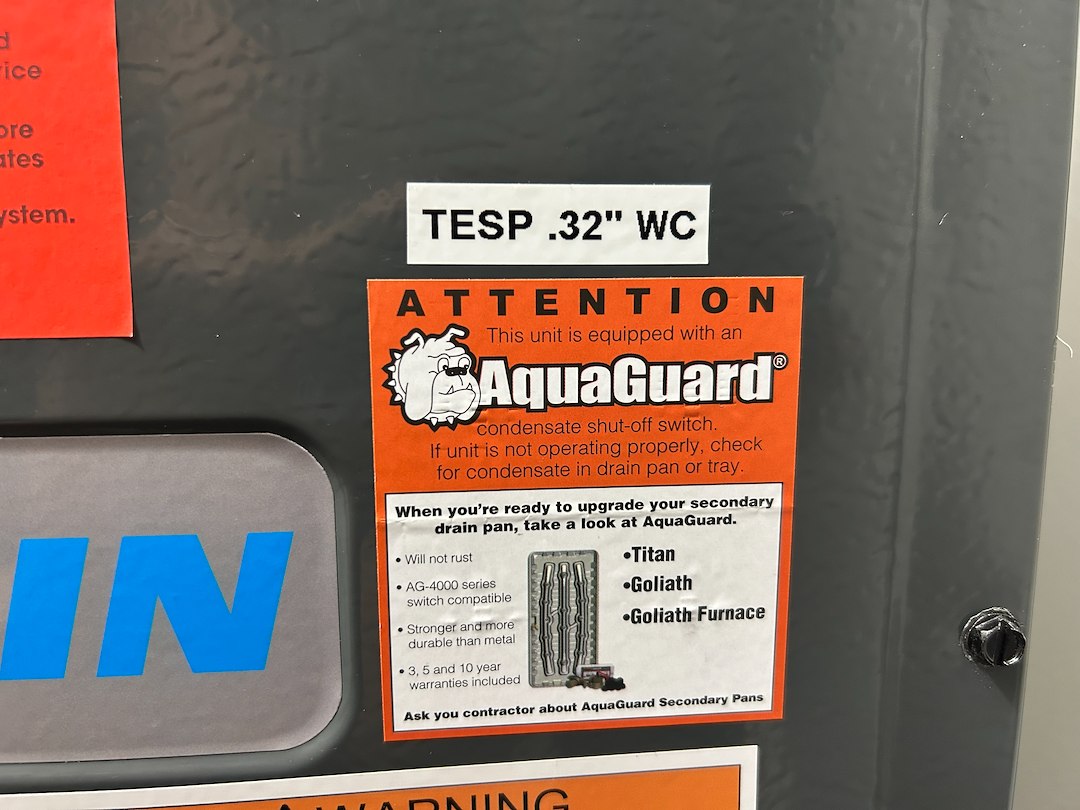 d
rice
ore
ates
ystem.
TESP .32" WC
ATTENTION
This unit is equipped with an
AquaGuard®
condensate shut-off switch.
If unit is not operating properly, check
for condensate in drain pan or tray.
When you're ready to upgrade your secondary
drain pan, take a look at AquaGuard.
• Will not rust
• AG-4000 series
switch compatible
• Stronger and more
durable than metal
• 3, 5 and 10 year
warranties included
•Titan
•Goliath
•Goliath Furnace
Ask you contractor about AquaGuard Secondary Pans
IN
WARNING